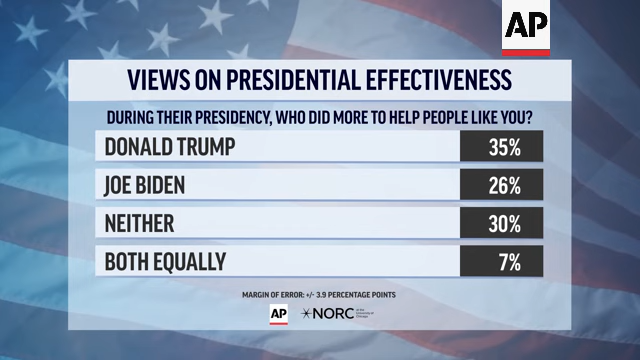 AP
VIEWS ON PRESIDENTIAL EFFECTIVENESS
DURING THEIR PRESIDENCY, WHO DID MORE TO HELP PEOPLE LIKE YOU?
DONALD TRUMP 35%
JOE BIDEN 26%
NEITHER 30%
BOTH EQUALLY 7%
MARGIN OF ERROR: +/- 3.9 PERCENTAGE POINTS
AP NORC